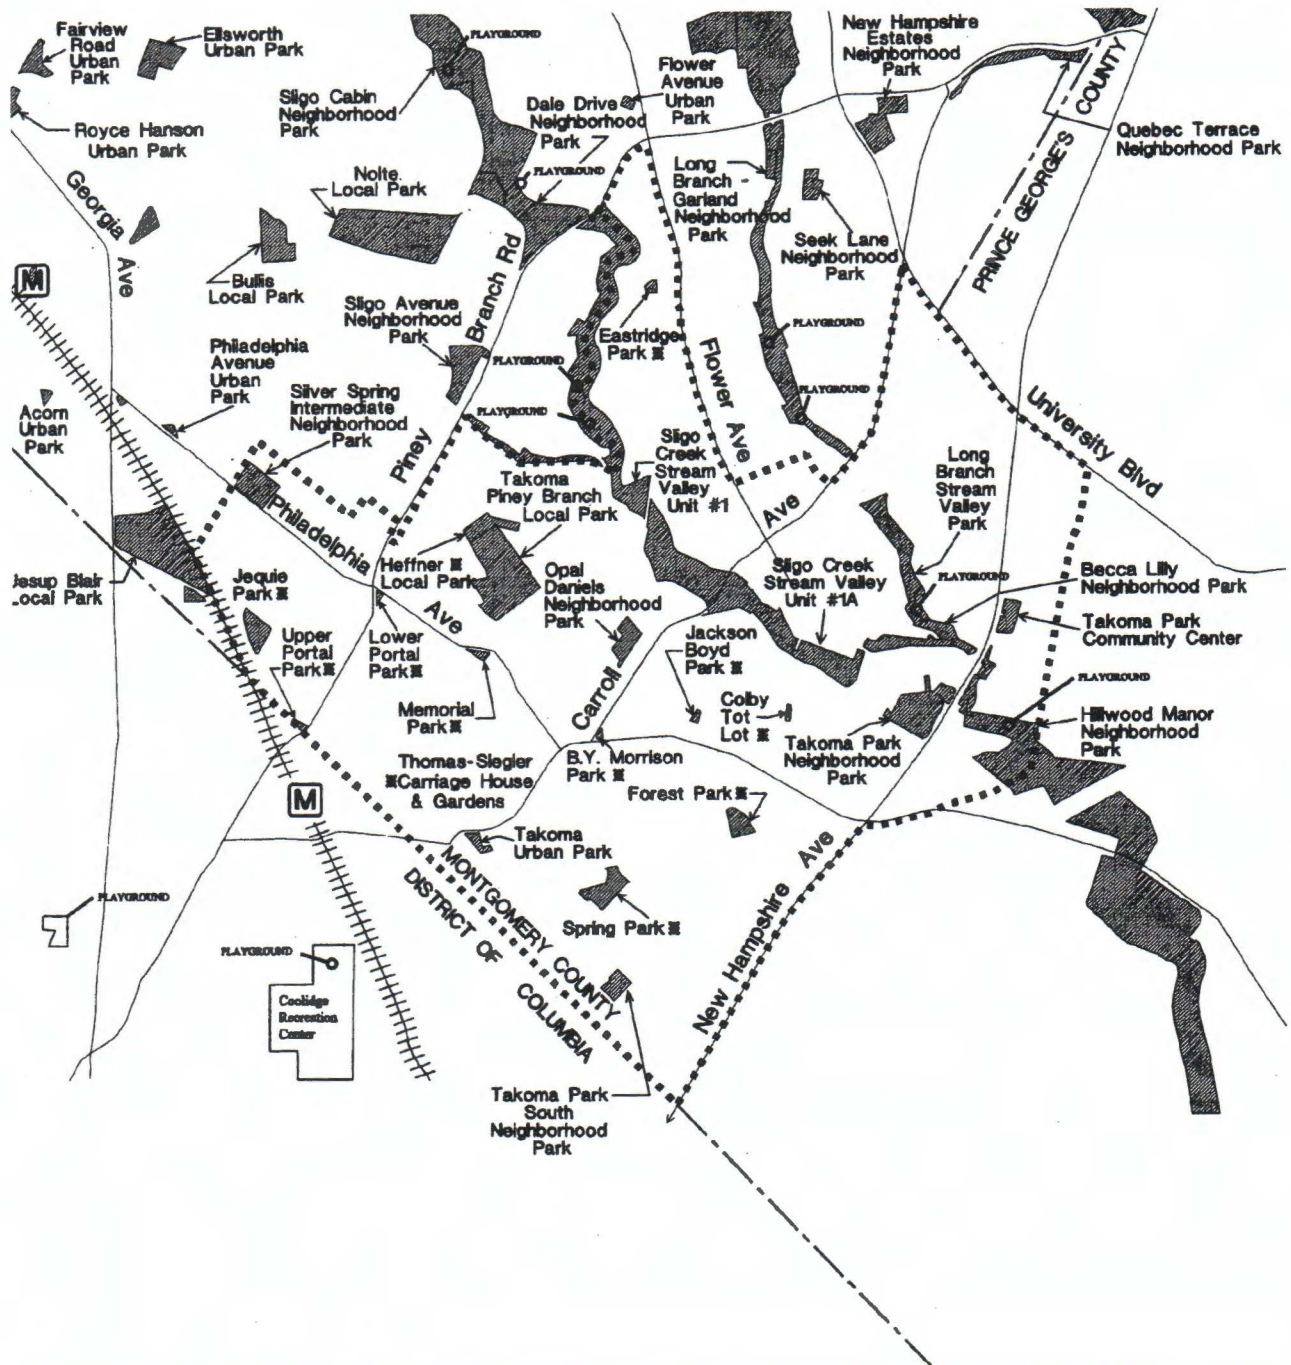 Fairview
Road
Urban
Park
Ellsworth
Urban Park
PLAYGROUND
New Hampshire
Estates
Neighborhood
Park
Sligo Cabin
Neighborhood
Park
Flower
Avenue
Urban
Park
Dale Drive
Neighborhood
Park
COUNTY
Royce Hanson
Urban Park
Quebec Terrace
Neighborhood Park
Nolte
Local Park
PLAYGROUND
Long
Branch -
Garland
Neighborhood
Park
Georgia
Ave
PRINCE GEORGE'S
Seek Lane
Neighborhood
Park
M
Bullis
Local Park
Branch Rd
Sligo Avenue
Neighborhood
Park
Eastridge
Park ※
PLAYGROUND
PLAYGROUND
Philadelphia
Avenue
Urban
Park
Silver Spring
Intermediate
Neighborhood
Park
Flower Ave
PLAYGROUND
PLAYGROUND
Acorn
Urban
Park
University Blvd
Piney
Sligo
Creek
Stream
Valley
Unit #1
Long
Branch
Stream
Valley
Park
Takoma
Piney Branch
Local Park
Ave
Philadelphia
Jesup Blair
Local Park
Jequie
Park ※
Heffner ※
Local Park
Opal
Daniels
Neighborhood
Park
Sligo Creek
Stream Valley
Unit #1A
PLAYGROUND
Becca Lilly
Neighborhood Park
Ave
Upper
Portal
Park ※
Lower
Portal
Park ※
Jackson
Boyd
Park ※
Takoma Park
Community Center
Carroll
PLAYGROUND
Memorial
Park ※
Colby
Tot
Lot ※
Hillwood Manor
Neighborhood
Park
Takoma Park
Neighborhood
Park
Thomas-Siegler
※Carriage House
& Gardens
B.Y. Morrison
Park ※
M
Forest Park ※
Takoma
Urban Park
MONTGOMERY COUNTY
DISTRICT OF
COLUMBIA
PLAYGROUND
Spring Park ※
New Hampshire Ave
PLAYGROUND
Coolidge
Recreation
Center
Takoma Park
South
Neighborhood
Park